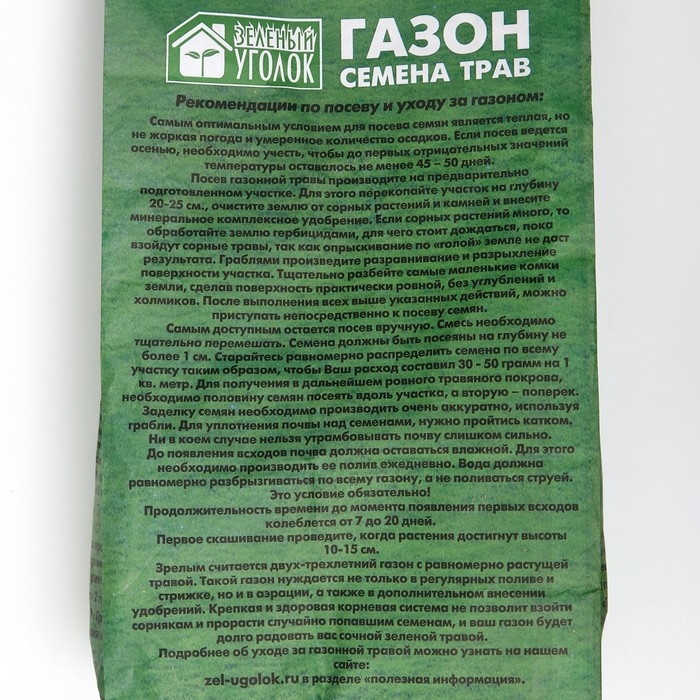 ЗЕЛЕНЫЙ
УГОЛОК
ГАЗОН
СЕМЕНА ТРАВ
Рекомендации по посеву и уходу за газоном:
Самым оптимальным условием для посева семян является теплая, но
не жаркая погода и умеренное количество осадков. Если посев ведется
осенью, необходимо учесть, чтобы до первых отрицательных значений
температуры оставалось не менее 45 – 50 дней.
Посев газонной травы производите на предварительно
подготовленном участке. Для этого перекопайте участок на глубину
20-25 см., очистите землю от сорных растений и камней и внесите
минеральное комплексное удобрение. Если сорных растений много, то
обработайте землю гербицидами, для чего стоит дождаться, пока
взойдут сорные травы, так как опрыскивание по «голой» земле не даст
результата. Граблями произведите разравнивание и разрыхление
поверхности участка. Тщательно разбейте самые маленькие комки
земли, сделав поверхность практически ровной, без углублений и
холмиков. После выполнения всех выше указанных действий, можно
приступать непосредственно к посеву семян.
Самым доступным остается посев вручную. Смесь необходимо
тщательно перемешать. Семена должны быть посеяны на глубину не
более 1 см. Старайтесь равномерно распределить семена по всему
участку таким образом, чтобы Ваш расход составил 30 - 50 грамм на 1
кв. метр. Для получения в дальнейшем ровного травяного покрова,
необходимо половину семян посеять вдоль участка, а вторую – поперек.
Заделку семян необходимо производить очень аккуратно, используя
грабли. Для уплотнения почвы над семенами, нужно пройтись катком.
Ни в коем случае нельзя утрамбовывать почву слишком сильно.
До появления всходов почва должна оставаться влажной. Для этого
необходимо производить ее полив ежедневно. Вода должна
равномерно разбрызгиваться по всему газону, а не поливаться струей.
Это условие обязательно!
Продолжительность времени до момента появления первых всходов
колеблется от 7 до 20 дней.
Первое скашивание проведите, когда растения достигнут высоты
10-15 см.
Зрелым считается двух-трехлетний газон с равномерно растущей
травой. Такой газон нуждается не только в регулярных поливе и
стрижке, но и в аэрации, а также в дополнительном внесении
удобрений. Крепкая и здоровая корневая система не позволит взойти
сорнякам и прорасти случайно попавшим семенам, и ваш газон будет
долго радовать вас сочной зеленой травой.
Подробнее об уходе за газонной травой можно узнать на нашем
сайте:
zel-ugolok.ru в разделе «полезная информация».